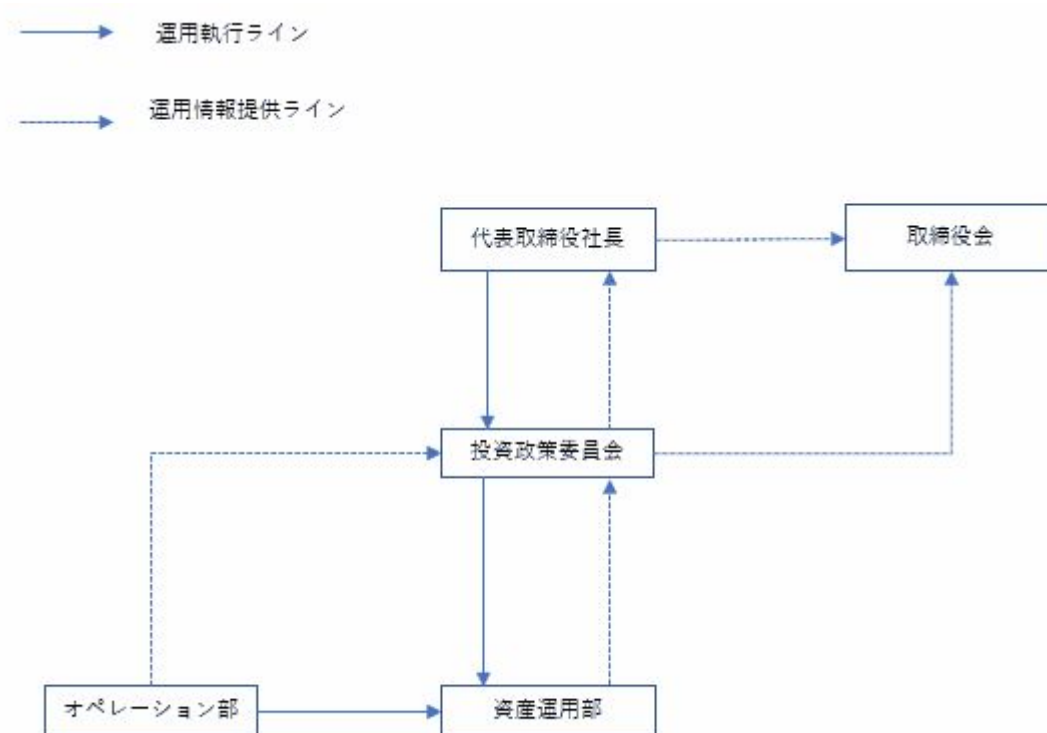 運用執行ライン
運用情報提供ライン
代表取締役社長
取締役会
投資政策委員会
オペレーション部
資産運用部